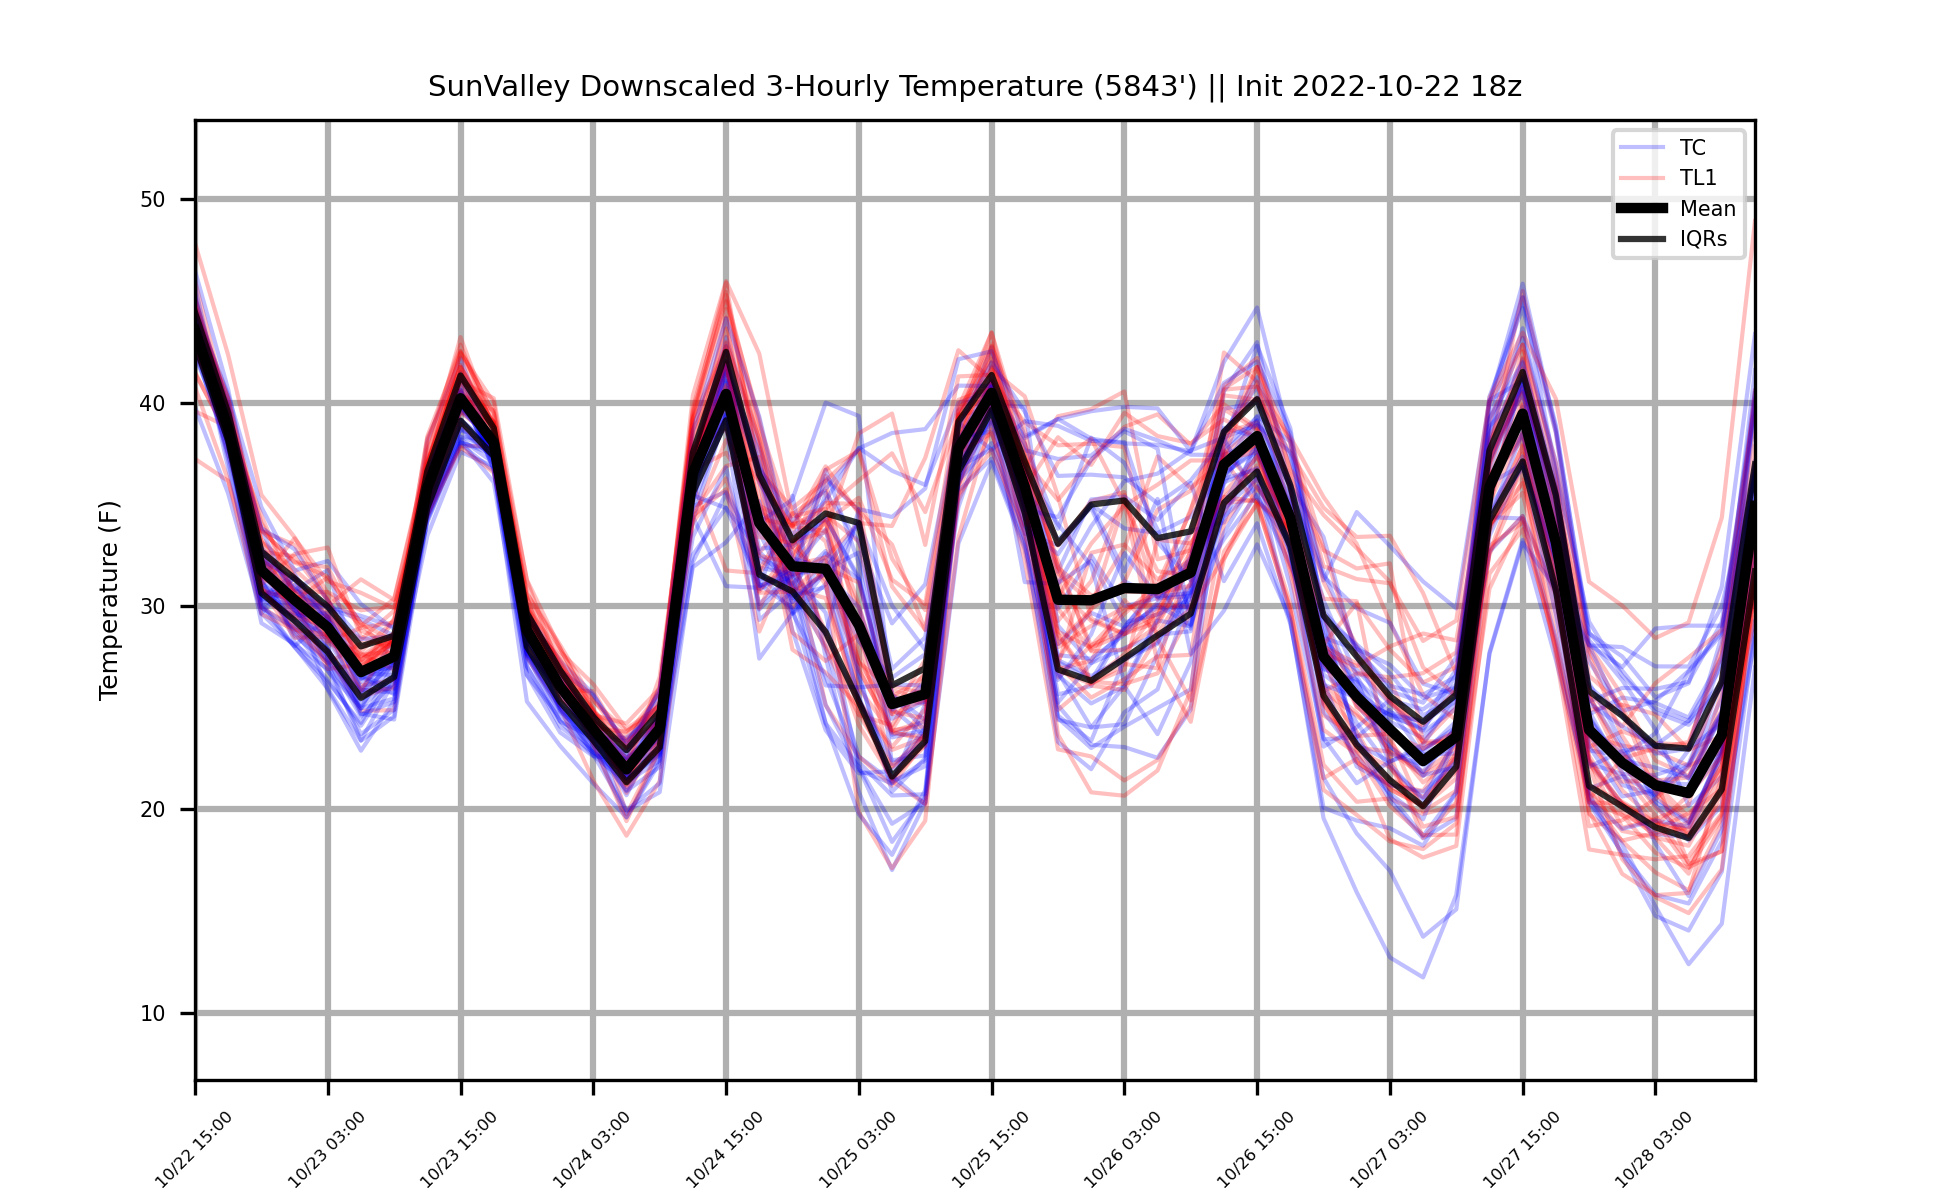 SunValley Downscaled 3-Hourly Temperature (5843') || Init 2022-10-22 18z
TC
TL1
Mean
IQRs
Temperature (F)
50
40
30
20
10
10/22 15:00
10/23 03:00
10/23 15:00
10/24 03:00
10/24 15:00
10/25 03:00
10/25 15:00
10/26 03:00
10/26 15:00
10/27 03:00
10/27 15:00
10/28 03:00